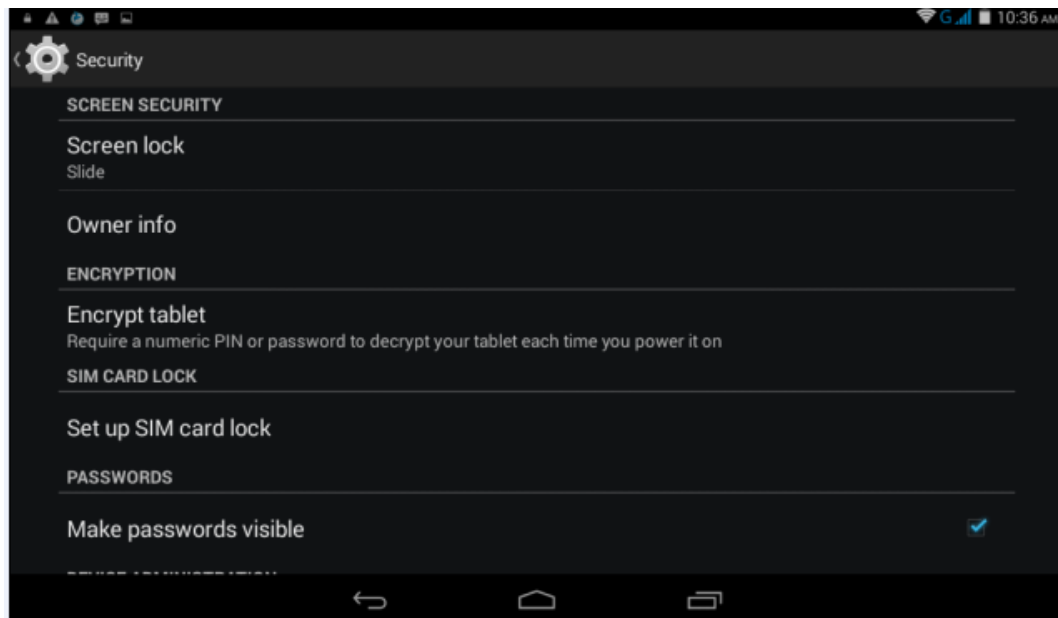 G 10:36 AM
Security
SCREEN SECURITY
Screen lock
Slide
Owner info
ENCRYPTION
Encrypt tablet
Require a numeric PIN or password to decrypt your tablet each time you power it on
SIM CARD LOCK
Set up SIM card lock
PASSWORDS
Make passwords visible
DEVICE ADMINISTRATION